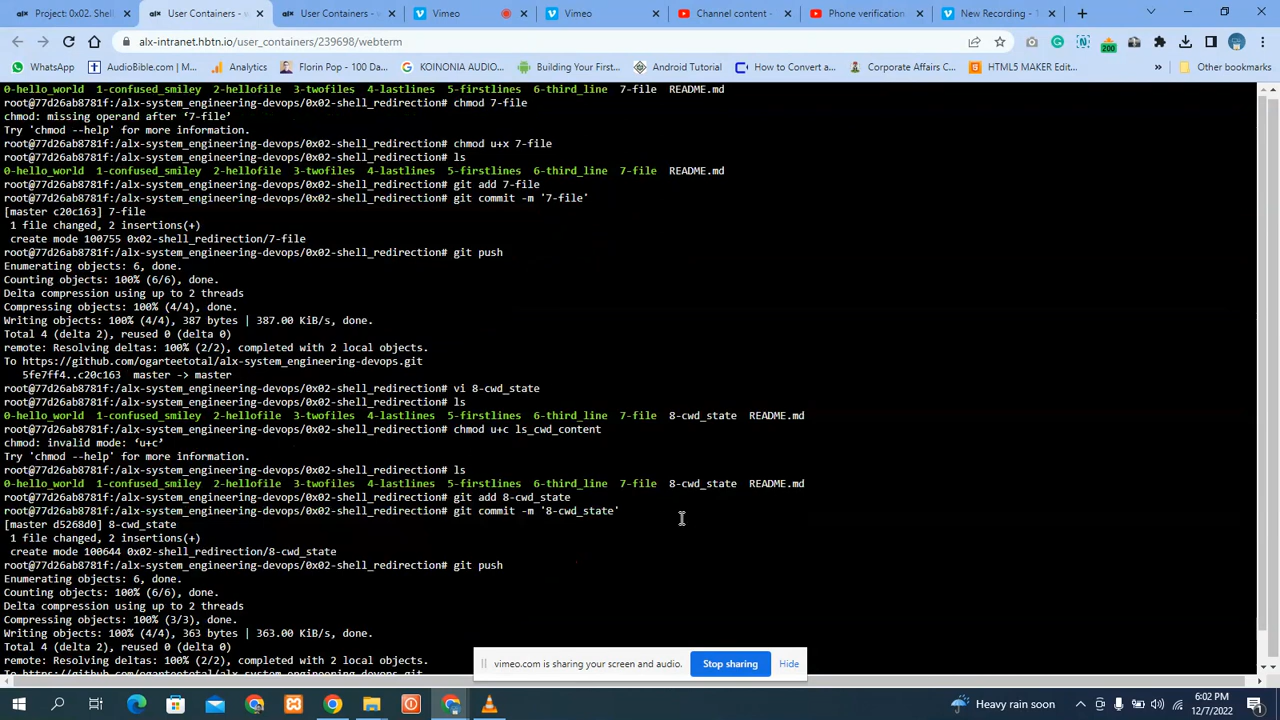 Project: 0x02. Shell
User Containers - w
User Containers - w
Vimeo
Vimeo
Channel content -
Phone verification
New Recording - 1
alx-intranet.hbtn.io/user_containers/239698/webterm
200
WhatsApp
AudioBible.com | M...
Analytics
Florin Pop - 100 Da...
KOINONIA AUDIO...
Building Your First...
Android Tutorial
How to Convert a...
Corporate Affairs C...
HTML5 MAKER Edit...
»
Other bookmarks
0-hello_world 1-confused_smiley 2-hellofile 3-twofiles 4-lastlines 5-firstlines 6-third_line 7-file README.md
root@77d26ab8781f:/alx-system_engineering-devops/0x02-shell_redirection# chmod 7-file
chmod: missing operand after ‘7-file’
Try 'chmod --help' for more information.
root@77d26ab8781f:/alx-system_engineering-devops/0x02-shell_redirection# chmod u+x 7-file
root@77d26ab8781f:/alx-system_engineering-devops/0x02-shell_redirection# ls
0-hello_world 1-confused_smiley 2-hellofile 3-twofiles 4-lastlines 5-firstlines 6-third_line 7-file README.md
root@77d26ab8781f:/alx-system_engineering-devops/0x02-shell_redirection# git add 7-file
root@77d26ab8781f:/alx-system_engineering-devops/0x02-shell_redirection# git commit -m '7-file'
[master c20c163] 7-file
1 file changed, 2 insertions(+)
create mode 100755 0x02-shell_redirection/7-file
root@77d26ab8781f:/alx-system_engineering-devops/0x02-shell_redirection# git push
Enumerating objects: 6, done.
Counting objects: 100% (6/6), done.
Delta compression using up to 2 threads
Compressing objects: 100% (4/4), done.
Writing objects: 100% (4/4), 387 bytes | 387.00 KiB/s, done.
Total 4 (delta 2), reused 0 (delta 0)
remote: Resolving deltas: 100% (2/2), completed with 2 local objects.
To https://github.com/ogarteetotal/alx-system_engineering-devops.git
5fe7ff4..c20c163 master -> master
root@77d26ab8781f:/alx-system_engineering-devops/0x02-shell_redirection# vi 8-cwd_state
root@77d26ab8781f:/alx-system_engineering-devops/0x02-shell_redirection# ls
0-hello_world 1-confused_smiley 2-hellofile 3-twofiles 4-lastlines 5-firstlines 6-third_line 7-file 8-cwd_state README.md
root@77d26ab8781f:/alx-system_engineering-devops/0x02-shell_redirection# chmod u+c ls_cwd_content
chmod: invalid mode: ‘u+c’
Try 'chmod --help' for more information.
root@77d26ab8781f:/alx-system_engineering-devops/0x02-shell_redirection# ls
0-hello_world 1-confused_smiley 2-hellofile 3-twofiles 4-lastlines 5-firstlines 6-third_line 7-file 8-cwd_state README.md
root@77d26ab8781f:/alx-system_engineering-devops/0x02-shell_redirection# git add 8-cwd_state
root@77d26ab8781f:/alx-system_engineering-devops/0x02-shell_redirection# git commit -m '8-cwd_state'
[master d5268d0] 8-cwd_state
1 file changed, 2 insertions(+)
create mode 100644 0x02-shell_redirection/8-cwd_state
root@77d26ab8781f:/alx-system_engineering-devops/0x02-shell_redirection# git push
Enumerating objects: 6, done.
Counting objects: 100% (6/6), done.
Delta compression using up to 2 threads
Compressing objects: 100% (3/3), done.
Writing objects: 100% (4/4), 363 bytes | 363.00 KiB/s, done.
Total 4 (delta 2), reused 0 (delta 0)
remote: Resolving deltas: 100% (2/2), completed with 2 local objects.
To https://github.com/ogarteetotal/alx-system_engineering-devops.git
vimeo.com is sharing your screen and audio.
Stop sharing
Hide
Heavy rain soon
6:02 PM
12/7/2022